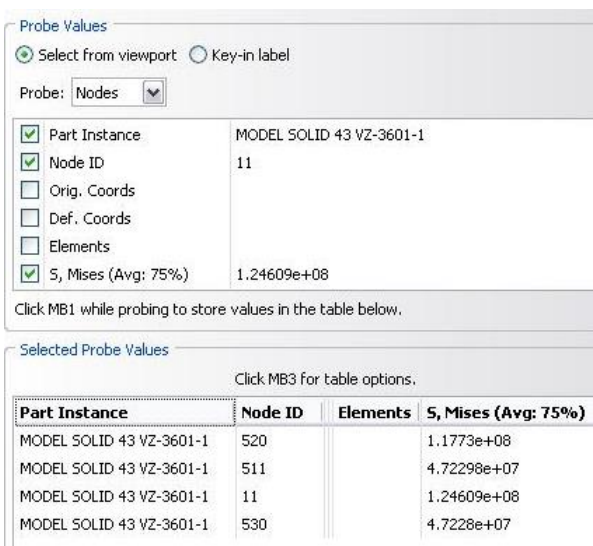 Probe Values
Select from viewport Key-in label
Probe: Nodes
Part Instance MODEL SOLID 43 VZ-3601-1
Node ID 11
Orig. Coords
Def. Coords
Elements
S, Mises (Avg: 75%) 1.24609e+08
Click MB1 while probing to store values in the table below.
Selected Probe Values
Click MB3 for table options.
Part Instance Node ID Elements S, Mises (Avg: 75%)
MODEL SOLID 43 VZ-3601-1 520 1.1773e+08
MODEL SOLID 43 VZ-3601-1 511 4.72298e+07
MODEL SOLID 43 VZ-3601-1 11 1.24609e+08
MODEL SOLID 43 VZ-3601-1 530 4.7228e+07